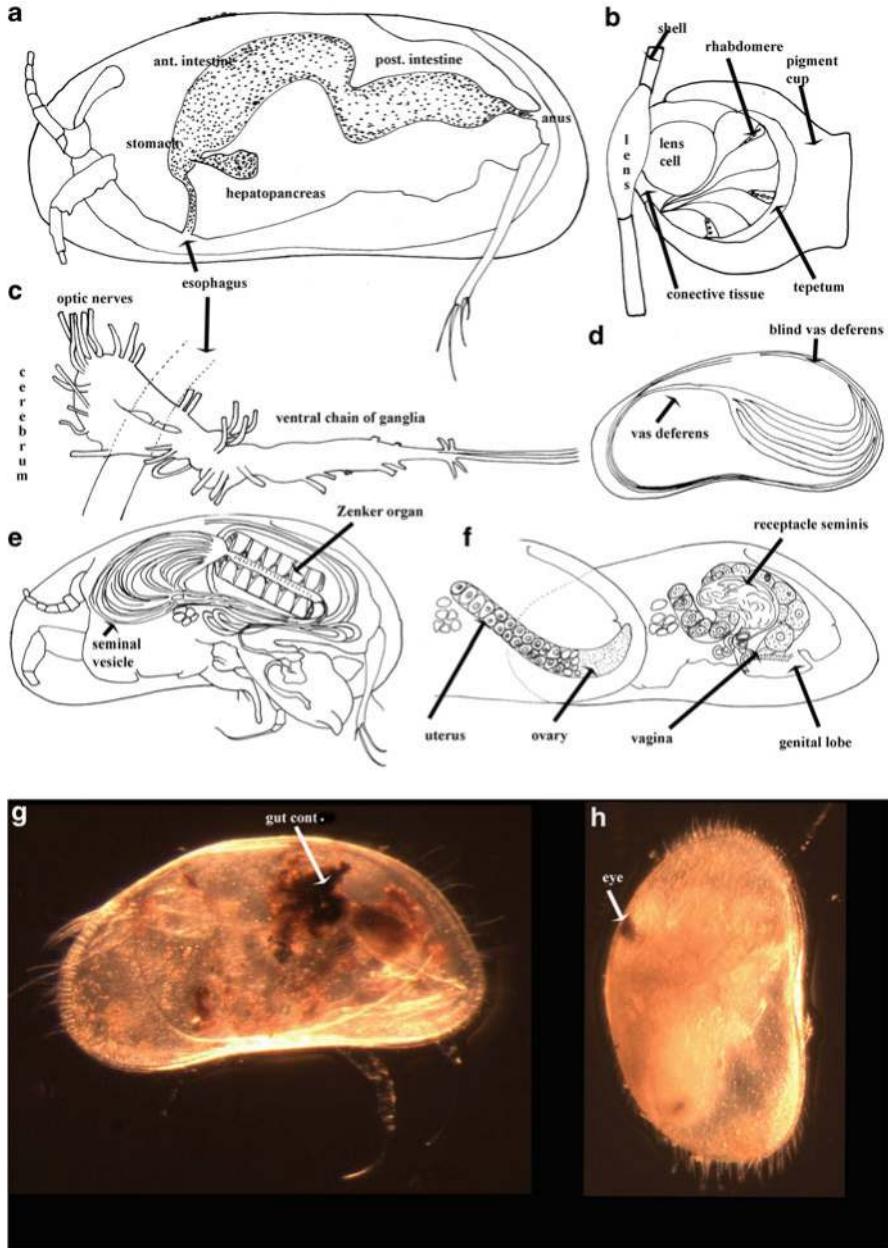 a
ant. intestine
post. intestine
stomach
hepatopancreas
anus
esophagus
b
shell
rhabdomere
pigment
cup
lens
lens
cell
conective tissue
tepetum
c
optic nerves
cerebrum
ventral chain of ganglia
d
blind vas deferens
vas deferens
e
Zenker organ
seminal
vesicle
f
receptacle seminis
uterus
ovary
vagina
genital lobe
g
gut cont.
h
eye